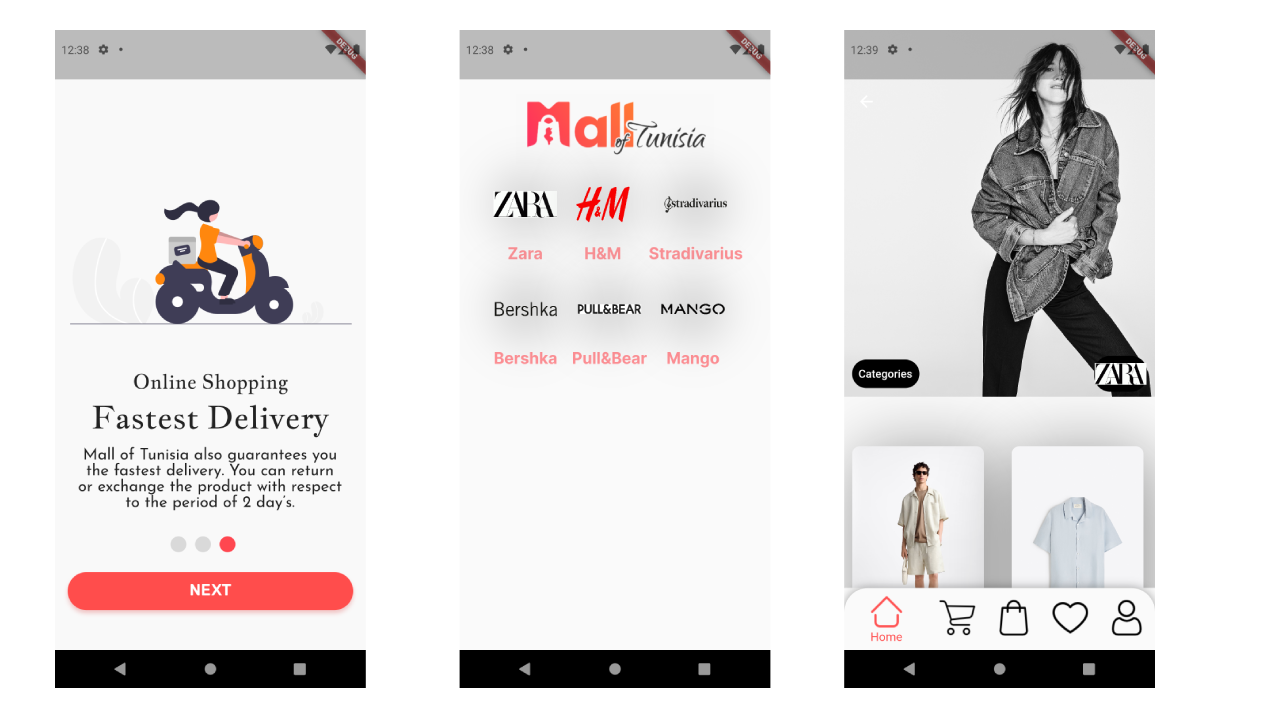 12:38
DEBUG
Online Shopping
Fastest Delivery
Mall of Tunisia also guarantees you
the fastest delivery. You can return
or exchange the product with respect
to the period of 2 day's.
NEXT
12:38
DEBUG
Mall
of Tunisia
ZARA H&M stradivarius
Zara H&M Stradivarius
Bershka PULL&BEAR MANGO
Bershka Pull&Bear Mango
12:39
DEBUG
Categories
ZARA
Home